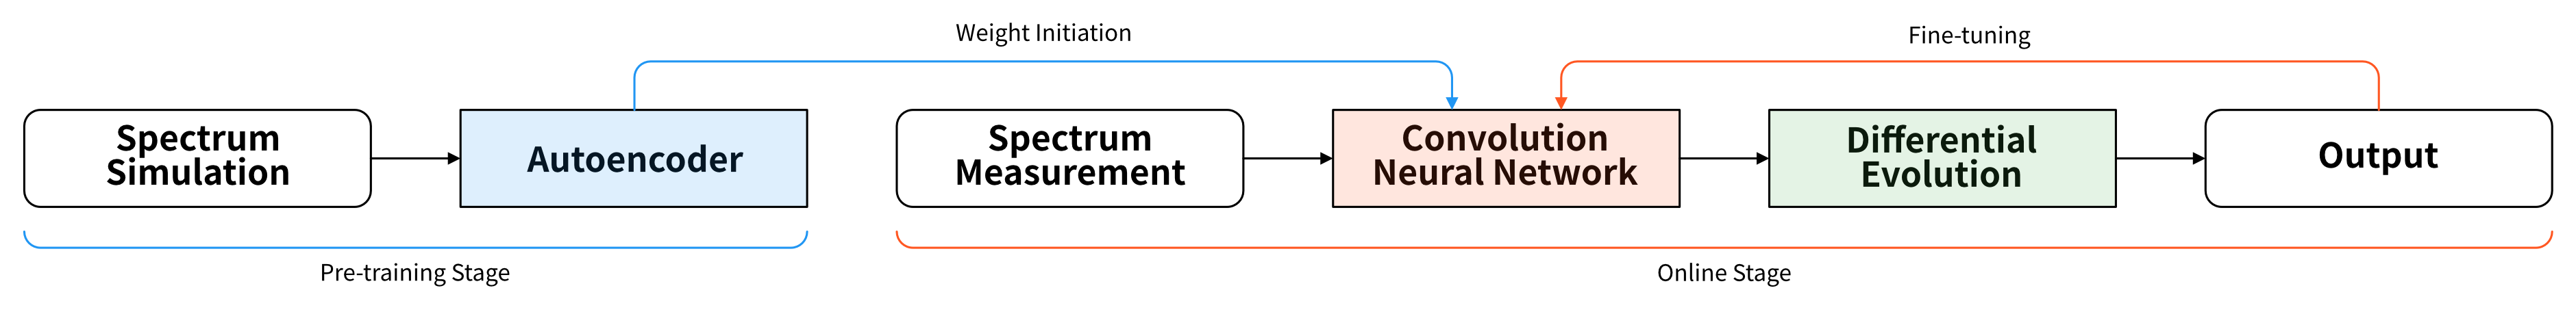 Weight Initiation
Fine-tuning
Spectrum
Simulation
Autoencoder
Spectrum
Measurement
Convolution
Neural Network
Differential
Evolution
Output
Pre-training Stage
Online Stage